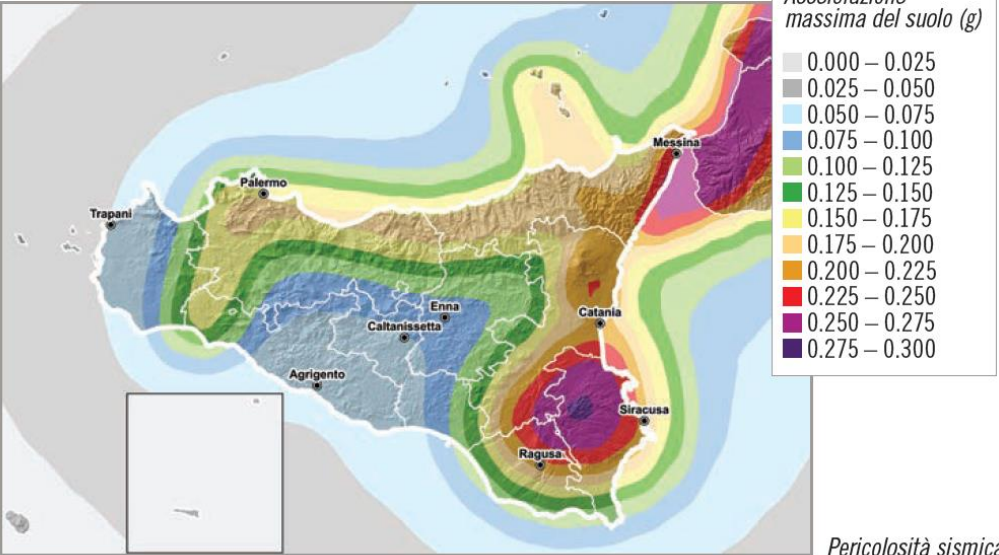 Accelerazione
massima del suolo (g)
0.000 – 0.025
0.025 – 0.050
0.050 – 0.075
0.075 – 0.100
0.100 – 0.125
0.125 – 0.150
0.150 – 0.175
0.175 – 0.200
0.200 – 0.225
0.225 – 0.250
0.250 – 0.275
0.275 – 0.300
Messina
Palermo
Trapani
Enna
Catania
Caltanissetta
Agrigento
Siracusa
Ragusa
Pericolosità sismica